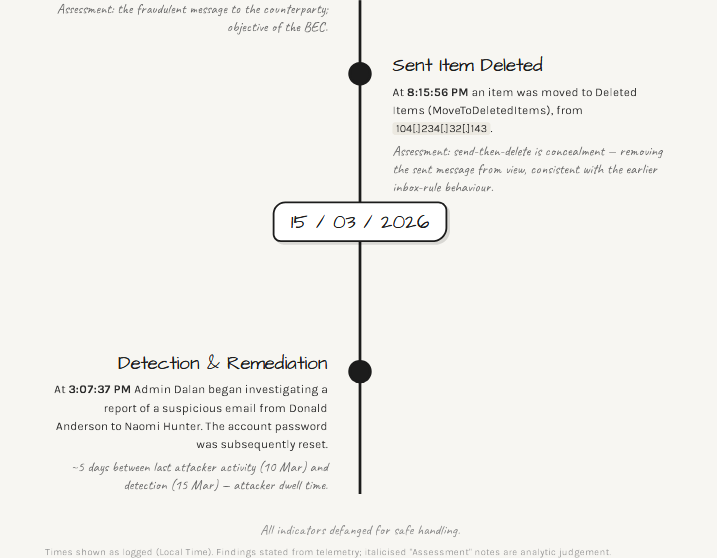 Assessment: the fraudulent message to the counterparty;
objective of the BEC.
Sent Item Deleted
At 8:15:56 PM an item was moved to Deleted
Items (MoveToDeletedItems), from
104[.]234[.]32[.]143 .
Assessment: send-then-delete is concealment — removing
the sent message from view, consistent with the earlier
inbox-rule behaviour.
15 / 03 / 2026
Detection & Remediation
At 3:07:37 PM Admin Dalan began investigating a
report of a suspicious email from Donald
Anderson to Naomi Hunter. The account password
was subsequently reset.
~5 days between last attacker activity (10 Mar) and
detection (15 Mar) — attacker dwell time.
All indicators defanged for safe handling.
Times shown as logged (Local Time). Findings stated from telemetry; italicised "Assessment" notes are analytic judgement.